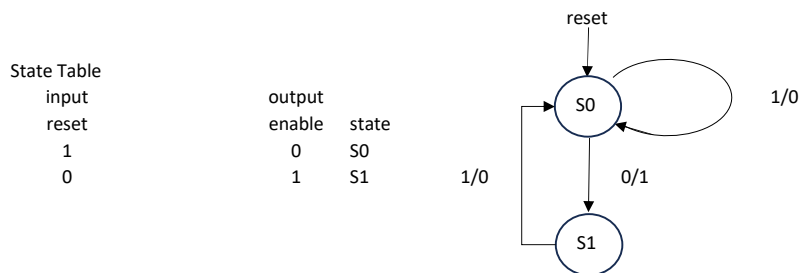 reset
State Table
input output
reset enable state
1 0 S0
0 1 S1
S0
1/0
1/0
0/1
S1